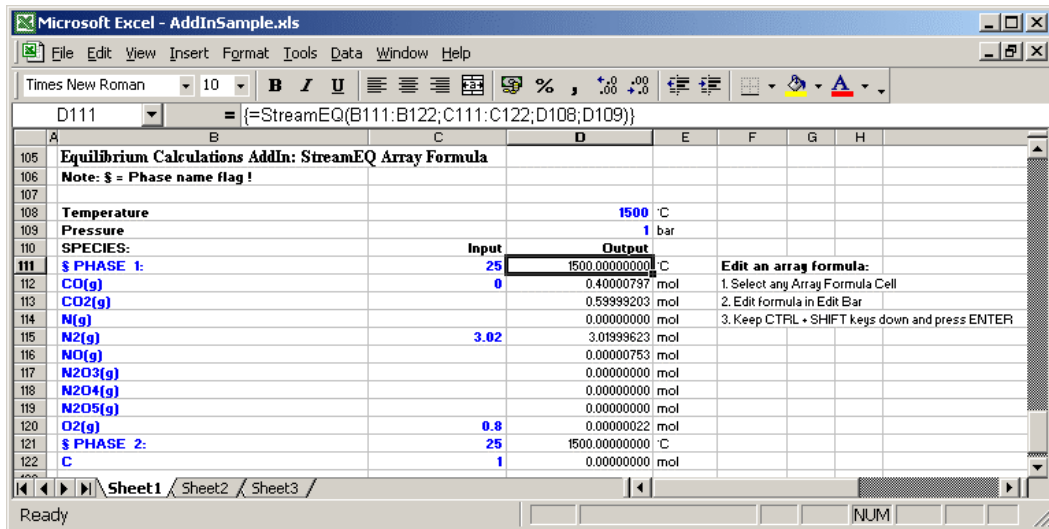 Microsoft Excel - AddInSample.xls
File Edit View Insert Format Tools Data Window Help
Times New Roman 10 B I U % ,
D111 = {=StreamEQ(B111:B122;C111:C122;D108;D109)}
A B C D E F G H
105 Equilibrium Calculations AddIn: StreamEQ Array Formula
106 Note: § = Phase name flag !
107
108 Temperature 1500 °C
109 Pressure 1 bar
110 SPECIES: Input Output
111 § PHASE 1: 25 1500.00000000 °C Edit an array formula:
112 CO(g) 0 0.40000797 mol 1. Select any Array Formula Cell
113 CO2(g) 0.59999203 mol 2. Edit formula in Edit Bar
114 N(g) 0.00000000 mol 3. Keep CTRL + SHIFT keys down and press ENTER
115 N2(g) 3.02 3.01999623 mol
116 NO(g) 0.00000753 mol
117 N2O3(g) 0.00000000 mol
118 N2O4(g) 0.00000000 mol
119 N2O5(g) 0.00000000 mol
120 O2(g) 0.8 0.00000022 mol
121 § PHASE 2: 25 1500.00000000 °C
122 C 1 0.00000000 mol
Sheet1 Sheet2 Sheet3
Ready NUM